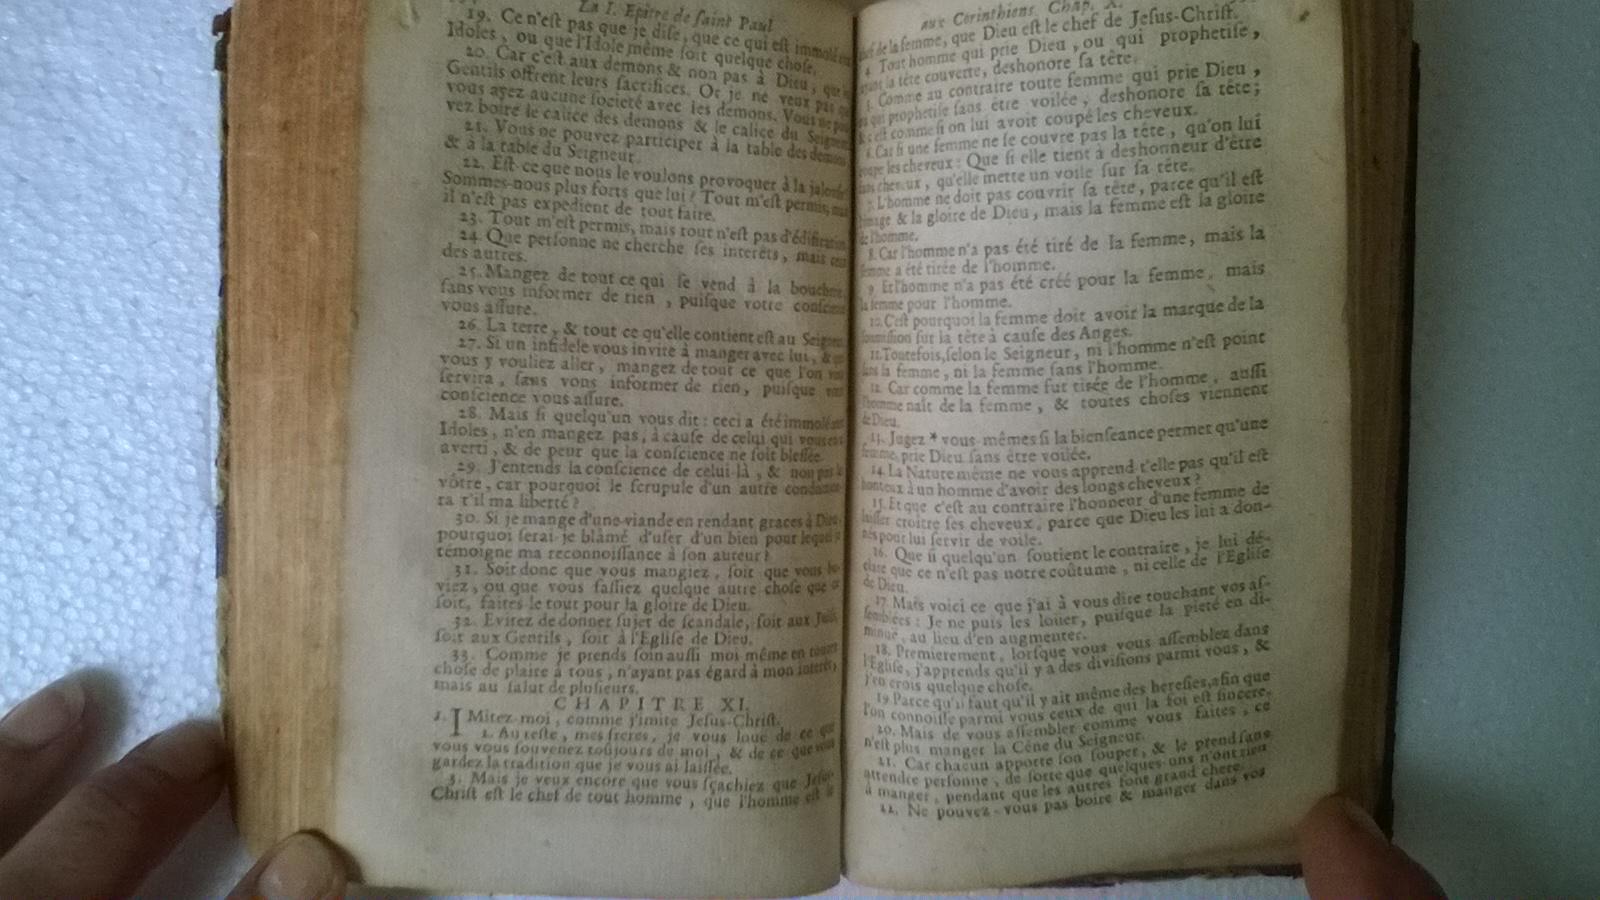 La I. Epitre de ſaint Paul
19. Ce n'eſt pas que je diſe, que ce qui eſt immolé aux
Idoles, ou que l'Idole même ſoit quelque choſe.
20. Car c'eſt aux demons & non pas à Dieu, que les
Gentils offrent leurs ſacrifices. Or je ne veux pas que
vous ayez aucune ſocieté avec les demons. Vous ne pou-
vez boire le calice des demons & le calice du Seigneur.
21. Vous ne pouvez participer à la table des demons
& à la table du Seigneur.
22. Eſt-ce que nous le voulons provoquer à la jalouſie?
Sommes-nous plus forts que lui? Tout m'eſt permis, mais
il n'eſt pas expedient de tout faire.
23. Tout m'eſt permis, mais tout n'eſt pas d'édification.
24. Que perſonne ne cherche ſes interêts, mais ceux
des autres.
25. Mangez de tout ce qui ſe vend à la boucherie,
ſans vous informer de rien, puiſque votre conſcience
vous aſſure.
26. La terre, & tout ce qu'elle contient eſt au Seigneur
27. Si un infidele vous invite à manger avec lui, &
vous y vouliez aller, mangez de tout ce que l'on vous
ſervira, ſans vous informer de rien, puiſque votre
conſcience vous aſſure.
28. Mais ſi quelqu'un vous dit: ceci a été immolé aux
Idoles, n'en mangez pas, à cauſe de celui qui vous en a
averti, & de peur que la conſcience ne ſoit bleſſée.
29. J'entends la conſcience de celui-là, & non pas la
vôtre, car pourquoi le ſcrupule d'un autre condamne-
ra t'il ma liberté?
30. Si je mange d'une viande en rendant graces à Dieu,
pourquoi ſerai-je blâmé d'uſer d'un bien pour lequel je
témoigne ma reconnoiſſance à ſon auteur?
31. Soit donc que vous mangiez, ſoit que vous bu-
viez, ou que vous faſſiez quelque autre choſe que ce
ſoit, faites-le tout pour la gloire de Dieu.
32. Evitez de donner ſujet de ſcandale, ſoit aux Juifs,
ſoit aux Gentils, ſoit à l'Egliſe de Dieu.
33. Comme je prends ſoin auſſi moi même en toute
choſe de plaire à tous, n'ayant pas égard à mon interêt,
mais au ſalut de pluſieurs.
CHAPITRE XI.
1. IMitez moi, comme j'imite Jeſus-Chriſt.
2. Au reſte, mes freres, je vous loue de ce que
vous vous ſouvenez toûjours de moi, & de ce que vous
gardez la tradition que je vous ai laiſſée.
3. Mais je veux encore que vous ſçachiez que Jeſus-
Chriſt eſt le chef de tout homme, que l'homme eſt le
aux Corinthiens. Chap. X.
chef de la femme, que Dieu eſt le chef de Jeſus-Chriſt.
4. Tout homme qui prie Dieu, ou qui prophetiſe,
ayant la tête couverte, deshonore ſa tête.
5. Comme au contraire toute femme qui prie Dieu,
ou qui prophetiſe ſans être voilée, deshonore ſa tête;
& c'eſt comme ſi on lui avoit coupé les cheveux.
6. Car ſi une femme ne ſe couvre pas la tête, qu'on lui
coupe les cheveux: Que ſi elle tient à deshonneur d'être
ſans cheveux, qu'elle mette un voile ſur ſa tête.
7. L'homme ne doit pas couvrir ſa tête, parce qu'il eſt
l'image & la gloire de Dieu, mais la femme eſt la gloire
de l'homme.
8. Car l'homme n'a pas été tiré de la femme, mais la
femme a été tirée de l'homme.
9. Et l'homme n'a pas été créé pour la femme, mais
la femme pour l'homme.
10. C'eſt pourquoi la femme doit avoir la marque de la
ſoumiſſion ſur la tête à cauſe des Anges.
11. Toutefois, ſelon le Seigneur, ni l'homme n'eſt point
ſans la femme, ni la femme ſans l'homme.
12. Car comme la femme fut tirée de l'homme, auſſi
l'homme naît de la femme, & toutes choſes viennent
de Dieu.
13. Jugez * vous-mêmes ſi la bienſeance permet qu'une
femme prie Dieu ſans être voilée.
14. La Nature même ne vous apprend-t'elle pas qu'il eſt
honteux à un homme d'avoir des longs cheveux?
15. Et que c'eſt au contraire l'honneur d'une femme de
laiſſer croître ſes cheveux, parce que Dieu les lui a don-
nés pour lui ſervir de voile.
16. Que ſi quelqu'un ſoutient le contraire, je lui dé-
clare que ce n'eſt pas notre coûtume, ni celle de l'Egliſe
de Dieu.
17. Mais voici ce que j'ai à vous dire touchant vos aſ-
ſemblées: Je ne puis les louer, puiſque la pieté en di-
minuë, au lieu d'en augmenter.
18. Premierement, lorſque vous vous aſſemblez dans
l'Egliſe, j'apprends qu'il y a des diviſions parmi vous, &
j'en crois quelque choſe.
19 Parce qu'il faut qu'il y ait même des hereſies, afin que
l'on connoiſſe parmi vous ceux de qui la foi eſt ſincere.
20. Mais de vous aſſembler comme vous faites, ce
n'eſt plus manger la Céne du Seigneur.
21. Car chacun apporte ſon ſouper, & le prend ſans
attendre perſonne, de ſorte que quelques-uns n'ont rien
à manger, pendant que les autres font grand chere.
22. Ne pouvez-vous pas boire & manger dans vos